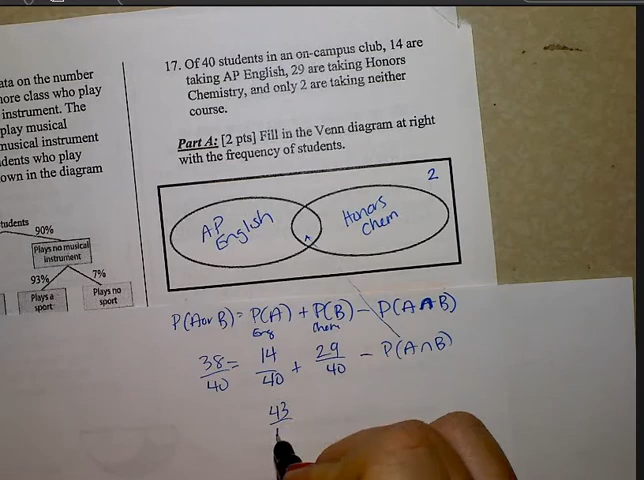 ata on the number
nore class who play
instrument. The
play musical
musical instrument
dents who play
own in the diagram
tudents
90%
Plays no musical
instrument
93%
7%
Plays a
sport
Plays no
sport
17. Of 40 students in an on-campus club, 14 are
taking AP English, 29 are taking Honors
Chemistry, and only 2 are taking neither
course.
Part A: [2 pts] Fill in the Venn diagram at right
with the frequency of students.
2
AP
English
Honors
Chem
P(A or B) = P(A) + P(B) - P(A∩B)
Eng Chem
38/40 = 14/40 + 29/40 - P(A∩B)
43